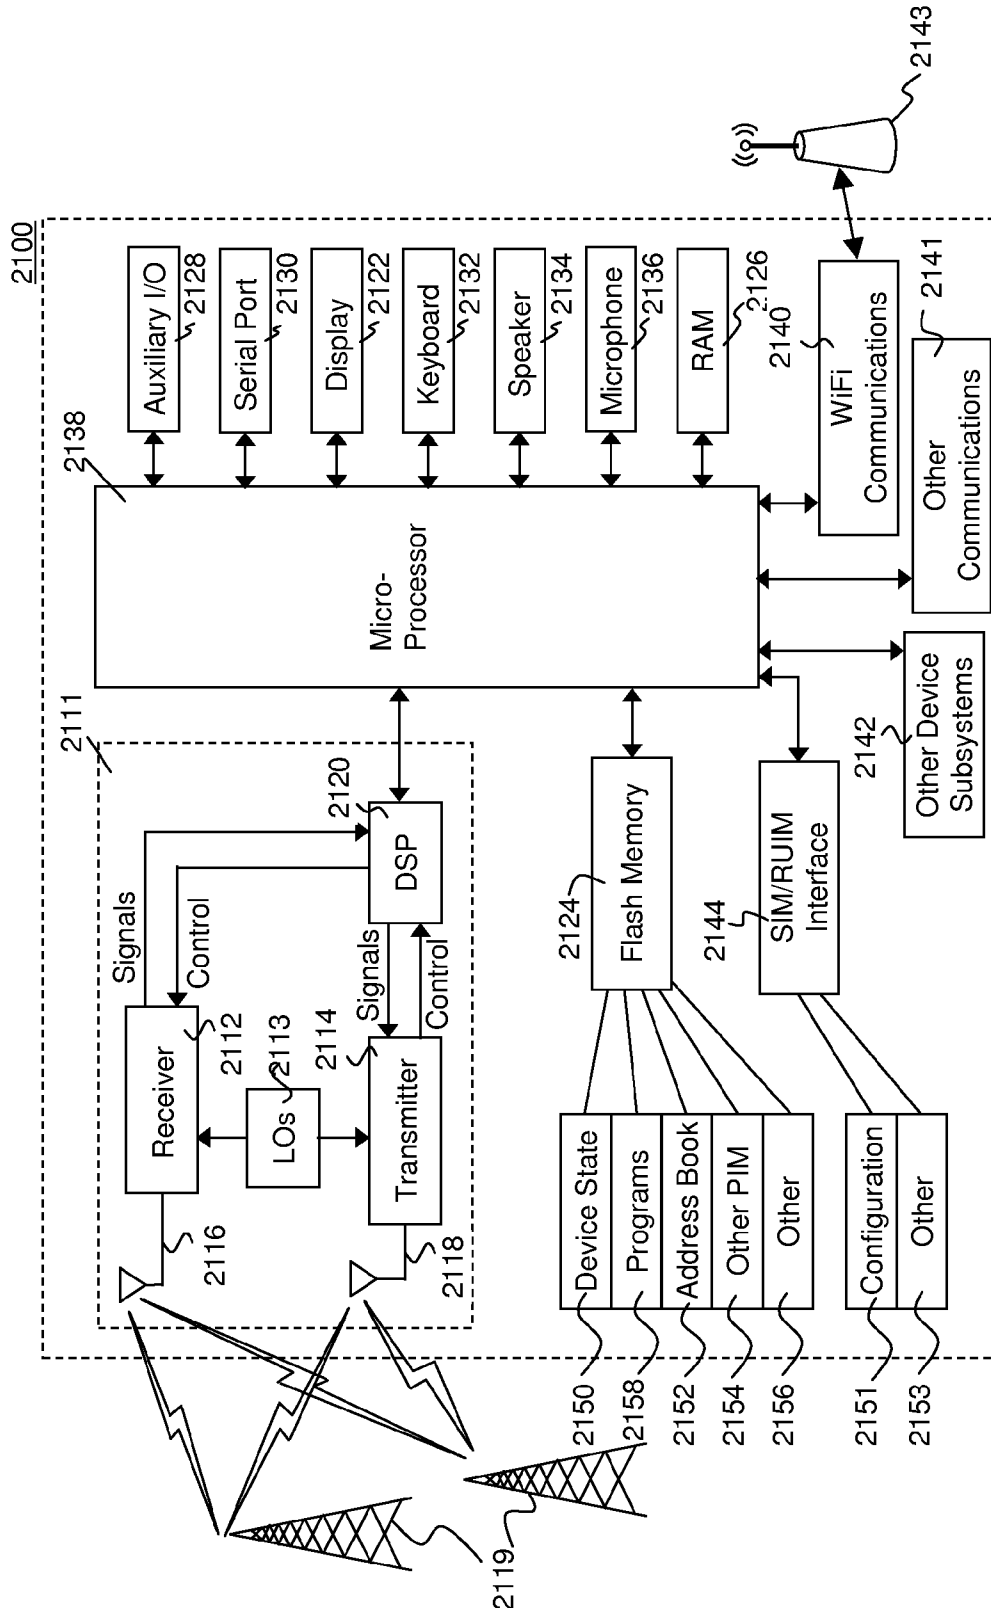 2100
2138
Micro-
Processor
Auxiliary I/O
2128
Serial Port
2130
Display
2122
Keyboard
2132
Speaker
2134
Microphone
2136
RAM
2126
2111
Receiver
2112
Signals
Control
LOs
2113
Transmitter
2114
Signals
Control
DSP
2120
2116
2118
2119
Flash Memory
2124
Device State
Programs
Address Book
Other PIM
Other
2150
2158
2152
2154
2156
SIM/RUIM
Interface
2144
Configuration
Other
2151
2153
Other Device
Subsystems
2142
Other
Communications
2141
WiFi
Communications
2140
2143